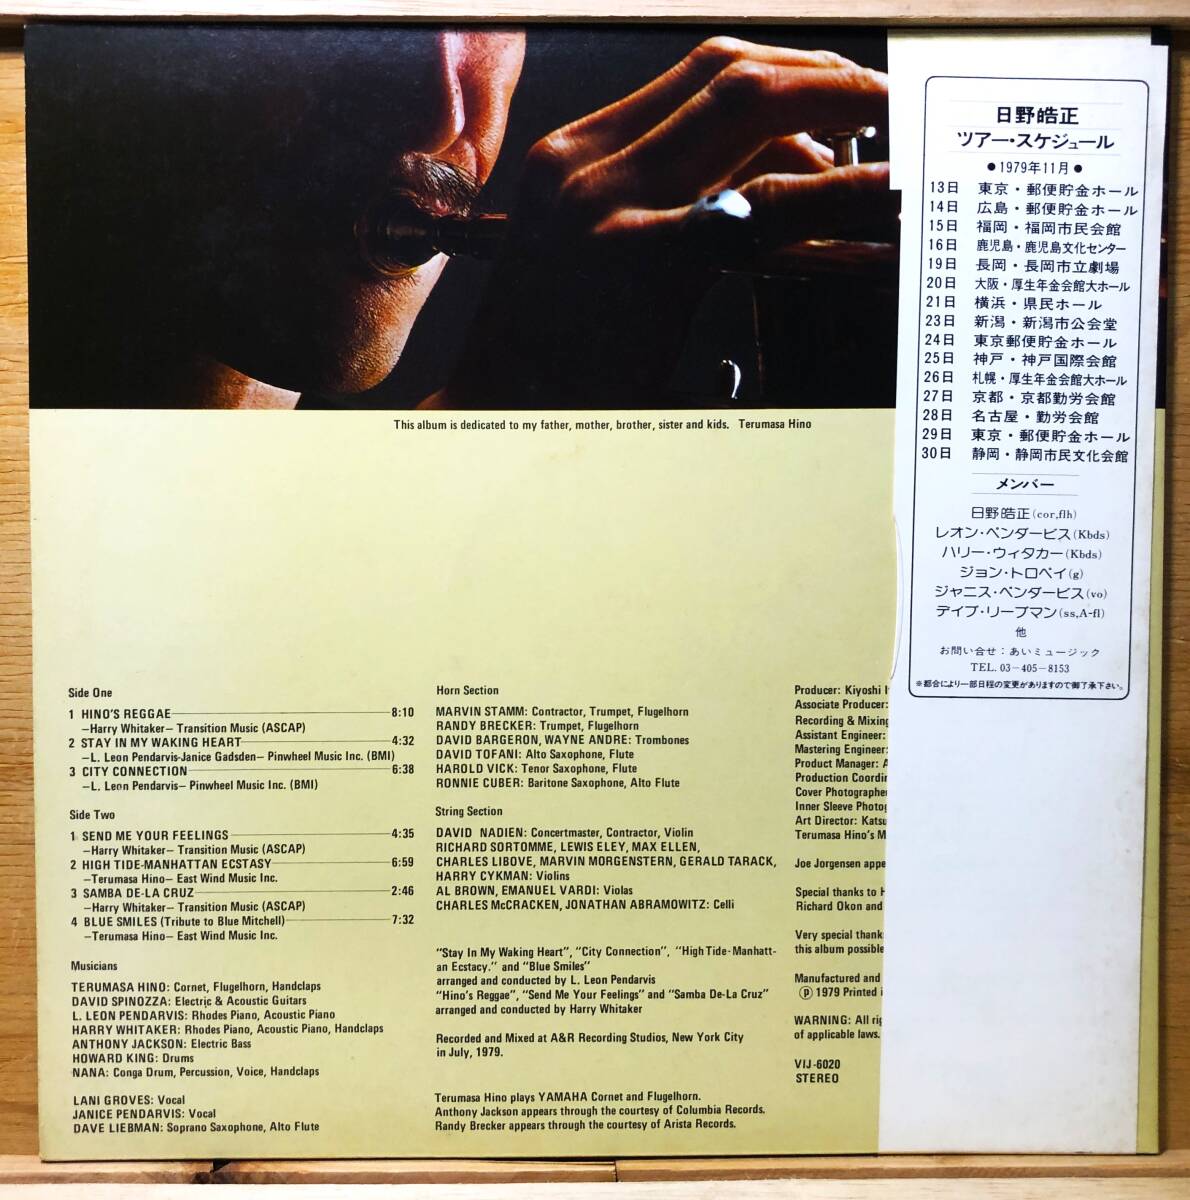 This album is dedicated to my father, mother, brother, sister and kids. Terumasa Hino
Side One
1 HINO'S REGGAE 8:10
—Harry Whitaker— Transition Music (ASCAP)
2 STAY IN MY WAKING HEART 4:32
—L. Leon Pendarvis-Janice Gadsden— Pinwheel Music Inc. (BMI)
3 CITY CONNECTION 6:38
—L. Leon Pendarvis— Pinwheel Music Inc. (BMI)
Side Two
1 SEND ME YOUR FEELINGS 4:35
—Harry Whitaker— Transition Music (ASCAP)
2 HIGH TIDE-MANHATTAN ECSTASY 6:59
—Terumasa Hino— East Wind Music Inc.
3 SAMBA DE-LA CRUZ 2:46
—Harry Whitaker— Transition Music (ASCAP)
4 BLUE SMILES (Tribute to Blue Mitchell) 7:32
—Terumasa Hino— East Wind Music Inc.
Musicians
TERUMASA HINO: Cornet, Flugelhorn, Handclaps
DAVID SPINOZZA: Electric & Acoustic Guitars
L. LEON PENDARVIS: Rhodes Piano, Acoustic Piano
HARRY WHITAKER: Rhodes Piano, Acoustic Piano, Handclaps
ANTHONY JACKSON: Electric Bass
HOWARD KING: Drums
NANA: Conga Drum, Percussion, Voice, Handclaps
LANI GROVES: Vocal
JANICE PENDARVIS: Vocal
DAVE LIEBMAN: Soprano Saxophone, Alto Flute
Horn Section
MARVIN STAMM: Contractor, Trumpet, Flugelhorn
RANDY BRECKER: Trumpet, Flugelhorn
DAVID BARGERON, WAYNE ANDRE: Trombones
DAVID TOFANI: Alto Saxophone, Flute
HAROLD VICK: Tenor Saxophone, Flute
RONNIE CUBER: Baritone Saxophone, Alto Flute
String Section
DAVID NADIEN: Concertmaster, Contractor, Violin
RICHARD SORTOMME, LEWIS ELEY, MAX ELLEN,
CHARLES LIBOVE, MARVIN MORGENSTERN, GERALD TARACK,
HARRY CYKMAN: Violins
AL BROWN, EMANUEL VARDI: Violas
CHARLES McCRACKEN, JONATHAN ABRAMOWITZ: Celli
"Stay In My Waking Heart", "City Connection", "High Tide-Manhatt-
an Ecstacy." and "Blue Smiles"
arranged and conducted by L. Leon Pendarvis
"Hino's Reggae", "Send Me Your Feelings" and "Samba De-La Cruz"
arranged and conducted by Harry Whitaker
Recorded and Mixed at A&R Recording Studios, New York City
in July, 1979.
Terumasa Hino plays YAMAHA Cornet and Flugelhorn.
Anthony Jackson appears through the courtesy of Columbia Records.
Randy Brecker appears through the courtesy of Arista Records.
Producer: Kiyoshi
Associate Producer:
Recording & Mixing
Assistant Engineer:
Mastering Engineer:
Product Manager: A
Production Coordin
Cover Photographe
Inner Sleeve Photog
Art Director: Katsu
Terumasa Hino's M
Joe Jorgensen appe
Special thanks to
Richard Okon and
Very special thank
this album possible
Manufactured and
Ⓟ 1979 Printed i
WARNING: All rig
of applicable laws.
VIJ-6020
STEREO
日野皓正
ツアー・スケジュール
●1979年11月●
13日 東京・郵便貯金ホール
14日 広島・郵便貯金ホール
15日 福岡・福岡市民会館
16日 鹿児島・鹿児島文化センター
19日 長岡・長岡市立劇場
20日 大阪・厚生年金会館大ホール
21日 横浜・県民ホール
23日 新潟・新潟市公会堂
24日 東京郵便貯金ホール
25日 神戸・神戸国際会館
26日 札幌・厚生年金会館大ホール
27日 京都・京都勤労会館
28日 名古屋・勤労会館
29日 東京・郵便貯金ホール
30日 静岡・静岡市民文化会館
メンバー
日野皓正(cor,flh)
レオン・ペンダービス(Kbds)
ハリー・ウィタカー(Kbds)
ジョン・トロペイ(g)
ジャニス・ペンダービス(vo)
デイブ・リーブマン(ss,A-fl)
他
お問い合せ：あいミュージック
TEL. 03-405-8153
※都合により一部日程の変更がありますので御了承下さい。